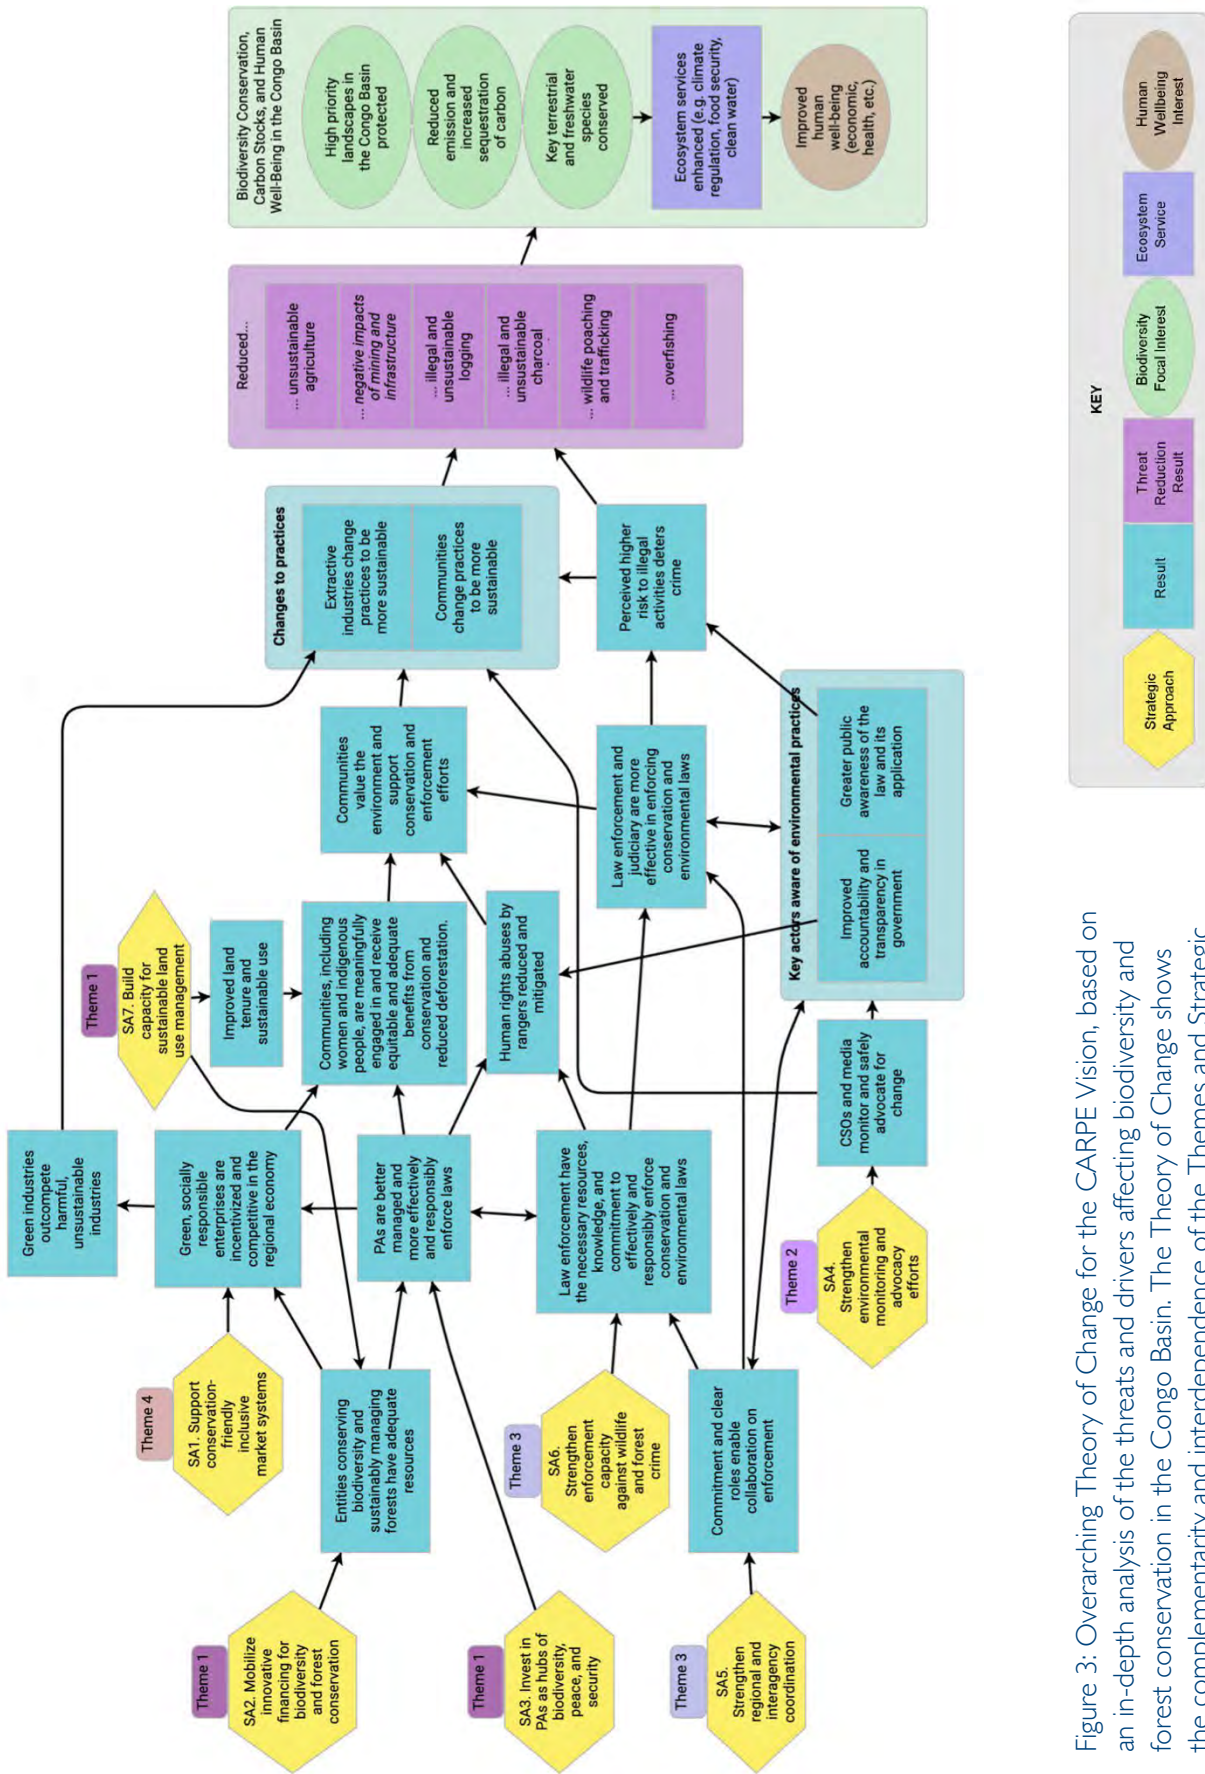 Theme 1
SA2. Mobilize
innovative
financing for
biodiversity
and forest
conservation
Theme 1
SA3. Invest in
PAs as hubs of
biodiversity,
peace, and
security
Theme 3
SA5.
Strengthen
regional and
interagency
coordination
Theme 4
SA1. Support
conservation-
friendly
inclusive
market systems
Entities conserving
biodiversity and
sustainably managing
forests have adequate
resources
Theme 3
SA6.
Strengthen
enforcement
capacity
against wildlife
and forest
crime
Commitment and clear
roles enable
collaboration on
enforcement
Green industries
outcompete
harmful,
unsustainable
industries
Green, socially
responsible
enterprises are
incentivized and
competitive in the
regional economy
PAs are better
managed and
more effectively
and responsibly
enforce laws
Law enforcement have
the necessary resources,
knowledge, and
commitment to
effectively and
responsibly enforce
conservation and
environmental laws
Theme 2
SA4.
Strengthen
environmental
monitoring and
advocacy
efforts
Theme 1
SA7. Build
capacity for
sustainable land
use management
Improved land
tenure and
sustainable use
Communities, including
women and indigenous
people, are meaningfully
engaged in and receive
equitable and adequate
benefits from
conservation and
reduced deforestation.
Human rights abuses by
rangers reduced and
mitigated
CSOs and media
monitor and safely
advocate for
change
Communities
value the
environment and
support
conservation and
enforcement
efforts
Law enforcement and
judiciary are more
effective in enforcing
conservation and
environmental laws
Key actors aware of environmental practices
Improved
accountability and
transparency in
government
Greater public
awareness of the
law and its
application
Changes to practices
Extractive
industries change
practices to be
more sustainable
Communities
change practices
to be more
sustainable
Perceived higher
risk to illegal
activities deters
crime
Reduced...
... unsustainable
agriculture
... negative impacts
of mining and
infrastructure
... illegal and
unsustainable
logging
... illegal and
unsustainable
charcoal
... wildlife poaching
and trafficking
... overfishing
Biodiversity Conservation,
Carbon Stocks, and Human
Well-Being in the Congo Basin
High priority
landscapes in
the Congo Basin
protected
Reduced
emission and
increased
sequestration
of carbon
Key terrestrial
and freshwater
species
conserved
Ecosystem services
enhanced (e.g. climate
regulation, food security,
clean water)
Improved
human
well-being
(economic,
health, etc.)
KEY
Strategic
Approach
Result
Threat
Reduction
Result
Biodiversity
Focal Interest
Ecosystem
Service
Human
Wellbeing
Interest
Figure 3: Overarching Theory of Change for the CARPE Vision, based on
an in-depth analysis of the threats and drivers affecting biodiversity and
forest conservation in the Congo Basin. The Theory of Change shows
the complementarity and interdependence of the Themes and Strategic